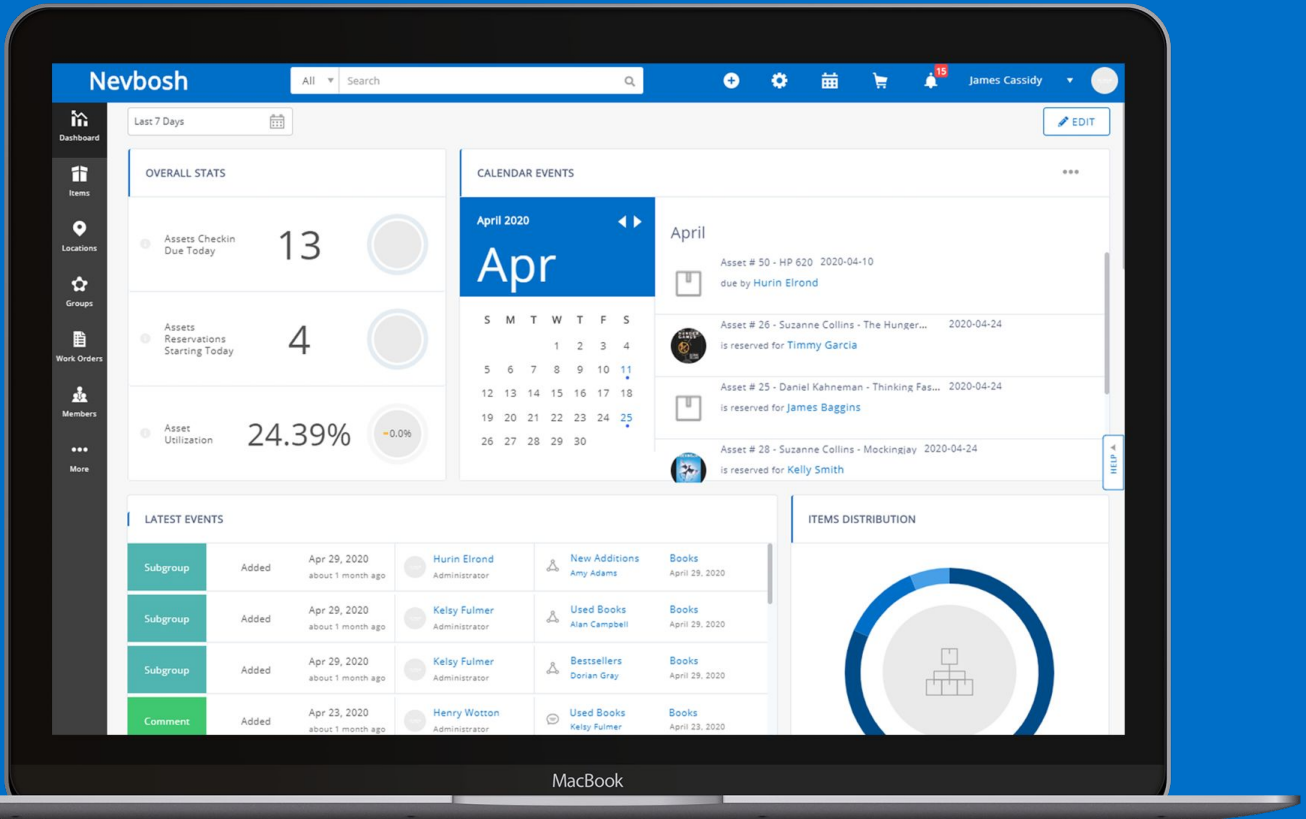 Nevbosh
All
Search
15
James Cassidy
Dashboard
Items
Locations
Groups
Work Orders
Members
More
Last 7 Days
EDIT
OVERALL STATS
Assets Checkin
Due Today
13
Assets
Reservations
Starting Today
4
Asset
Utilization
24.39%
-0.0%
CALENDAR EVENTS
April 2020
Apr
S M T W T F S
1 2 3 4
5 6 7 8 9 10 11
12 13 14 15 16 17 18
19 20 21 22 23 24 25
26 27 28 29 30
April
Asset # 50 - HP 620 2020-04-10
due by Hurin Elrond
Asset # 26 - Suzanne Collins - The Hunger... 2020-04-24
is reserved for Timmy Garcia
Asset # 25 - Daniel Kahneman - Thinking Fas... 2020-04-24
is reserved for James Baggins
Asset # 28 - Suzanne Collins - Mockingjay 2020-04-24
is reserved for Kelly Smith
HELP
LATEST EVENTS
Subgroup Added Apr 29, 2020 Hurin Elrond New Additions Books
about 1 month ago Administrator Amy Adams April 29, 2020
Subgroup Added Apr 29, 2020 Kelsy Fulmer Used Books Books
about 1 month ago Administrator Alan Campbell April 29, 2020
Subgroup Added Apr 29, 2020 Kelsy Fulmer Bestsellers Books
about 1 month ago Administrator Dorian Gray April 29, 2020
Comment Added Apr 23, 2020 Henry Wotton Used Books Books
about 1 month ago Administrator Kelsy Fulmer April 23, 2020
ITEMS DISTRIBUTION
MacBook